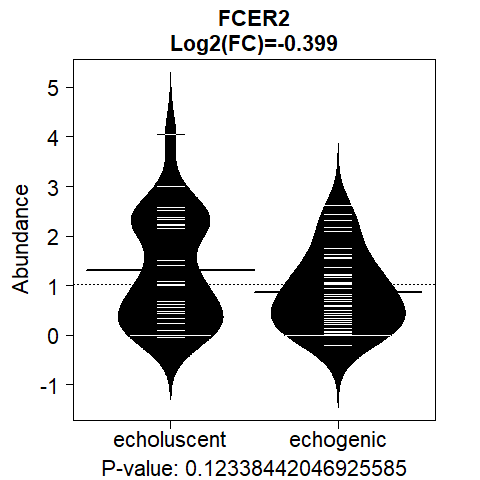 FCER2
Log2(FC)=-0.399
Abundance
5
4
3
2
1
0
-1
echoluscent echogenic
P-value: 0.12338442046925585